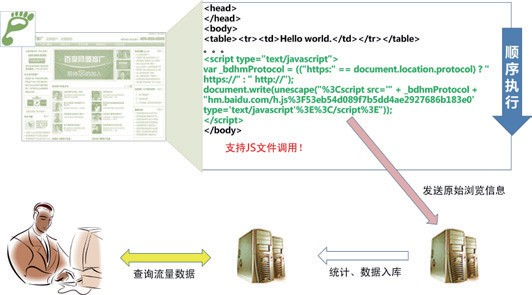 <head>
</head>
<body>
<table><tr><td>Hello world.</td></tr></table>
。。。
<script type="text/javascript">
var _bdhmProtocol = (("https:" == document.location.protocol) ? "
https://" : " http://");
document.write(unescape("%3Cscript src='" + _bdhmProtocol +
"hm.baidu.com/h.js%3F53eb54d089f7b5dd4ae2927686b183e0'
type='text/javascript'%3E%3C/script%3E"));
</script>
</body>
支持JS文件调用！
顺序执行
发送原始浏览信息
查询流量数据
统计、数据入库